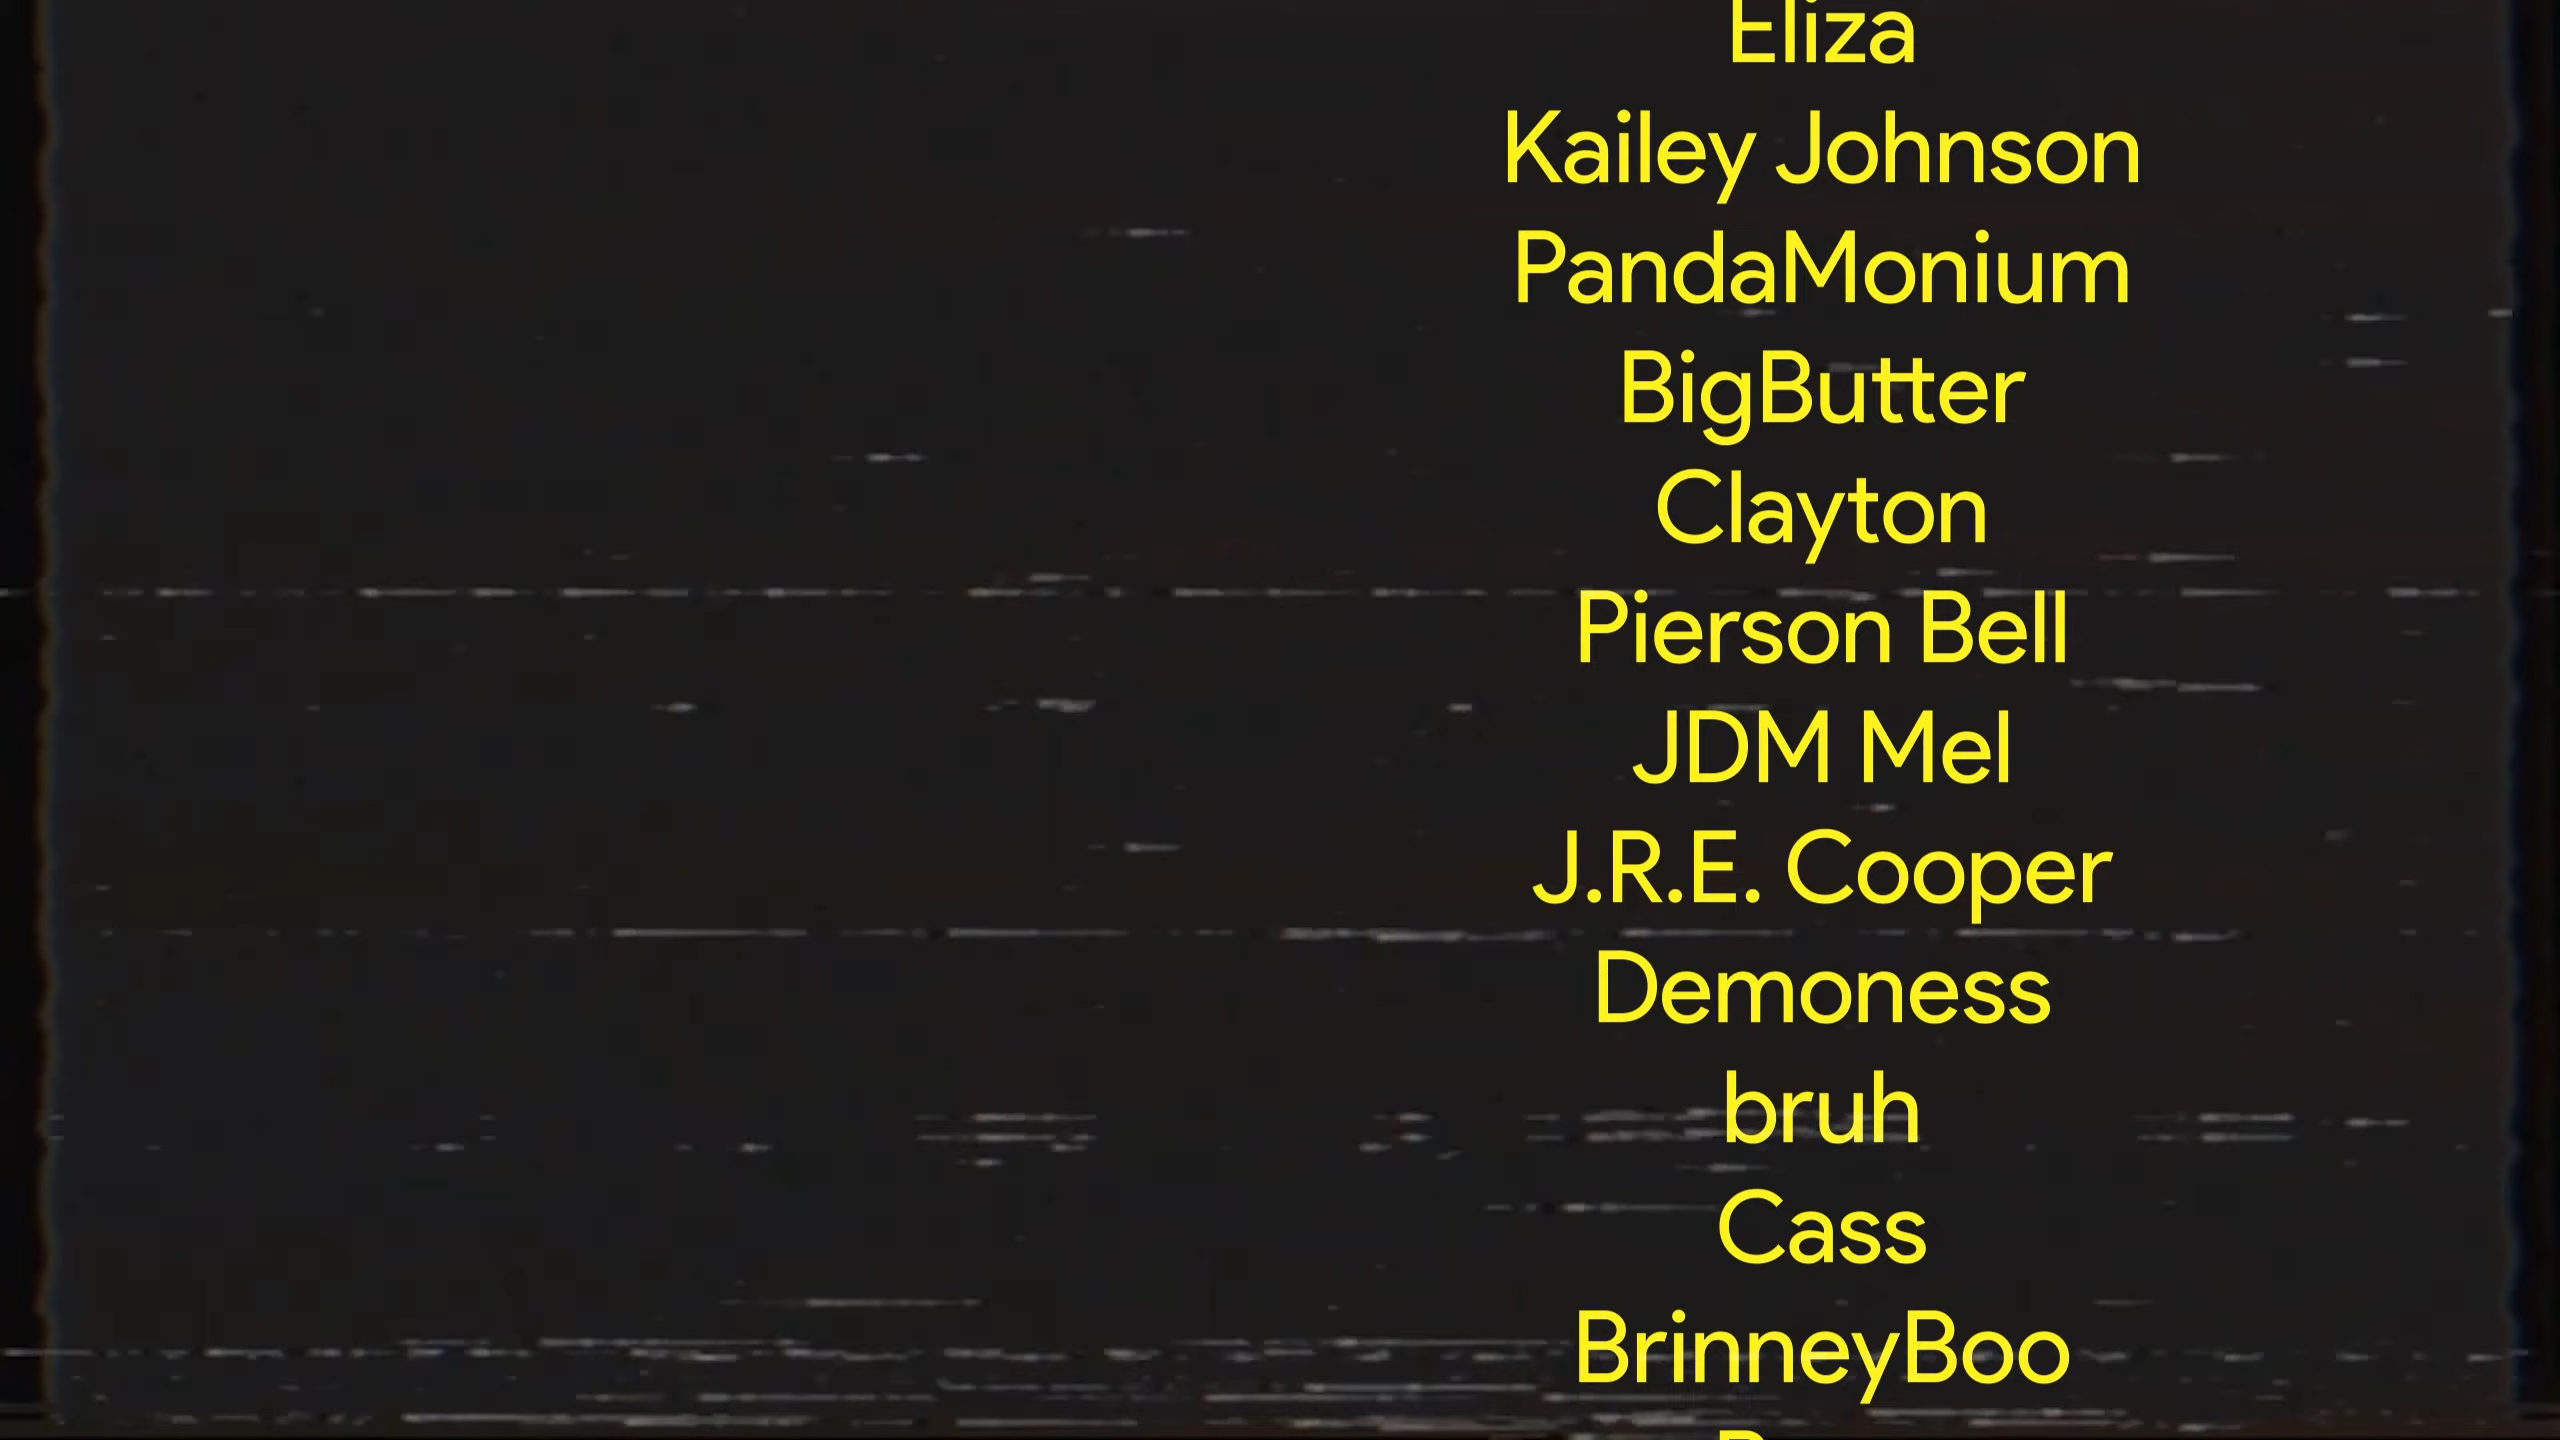 Eliza
Kailey Johnson
PandaMonium
BigButter
Clayton
Pierson Bell
JDM Mel
J.R.E. Cooper
Demoness
bruh
Cass
BrinneyBoo